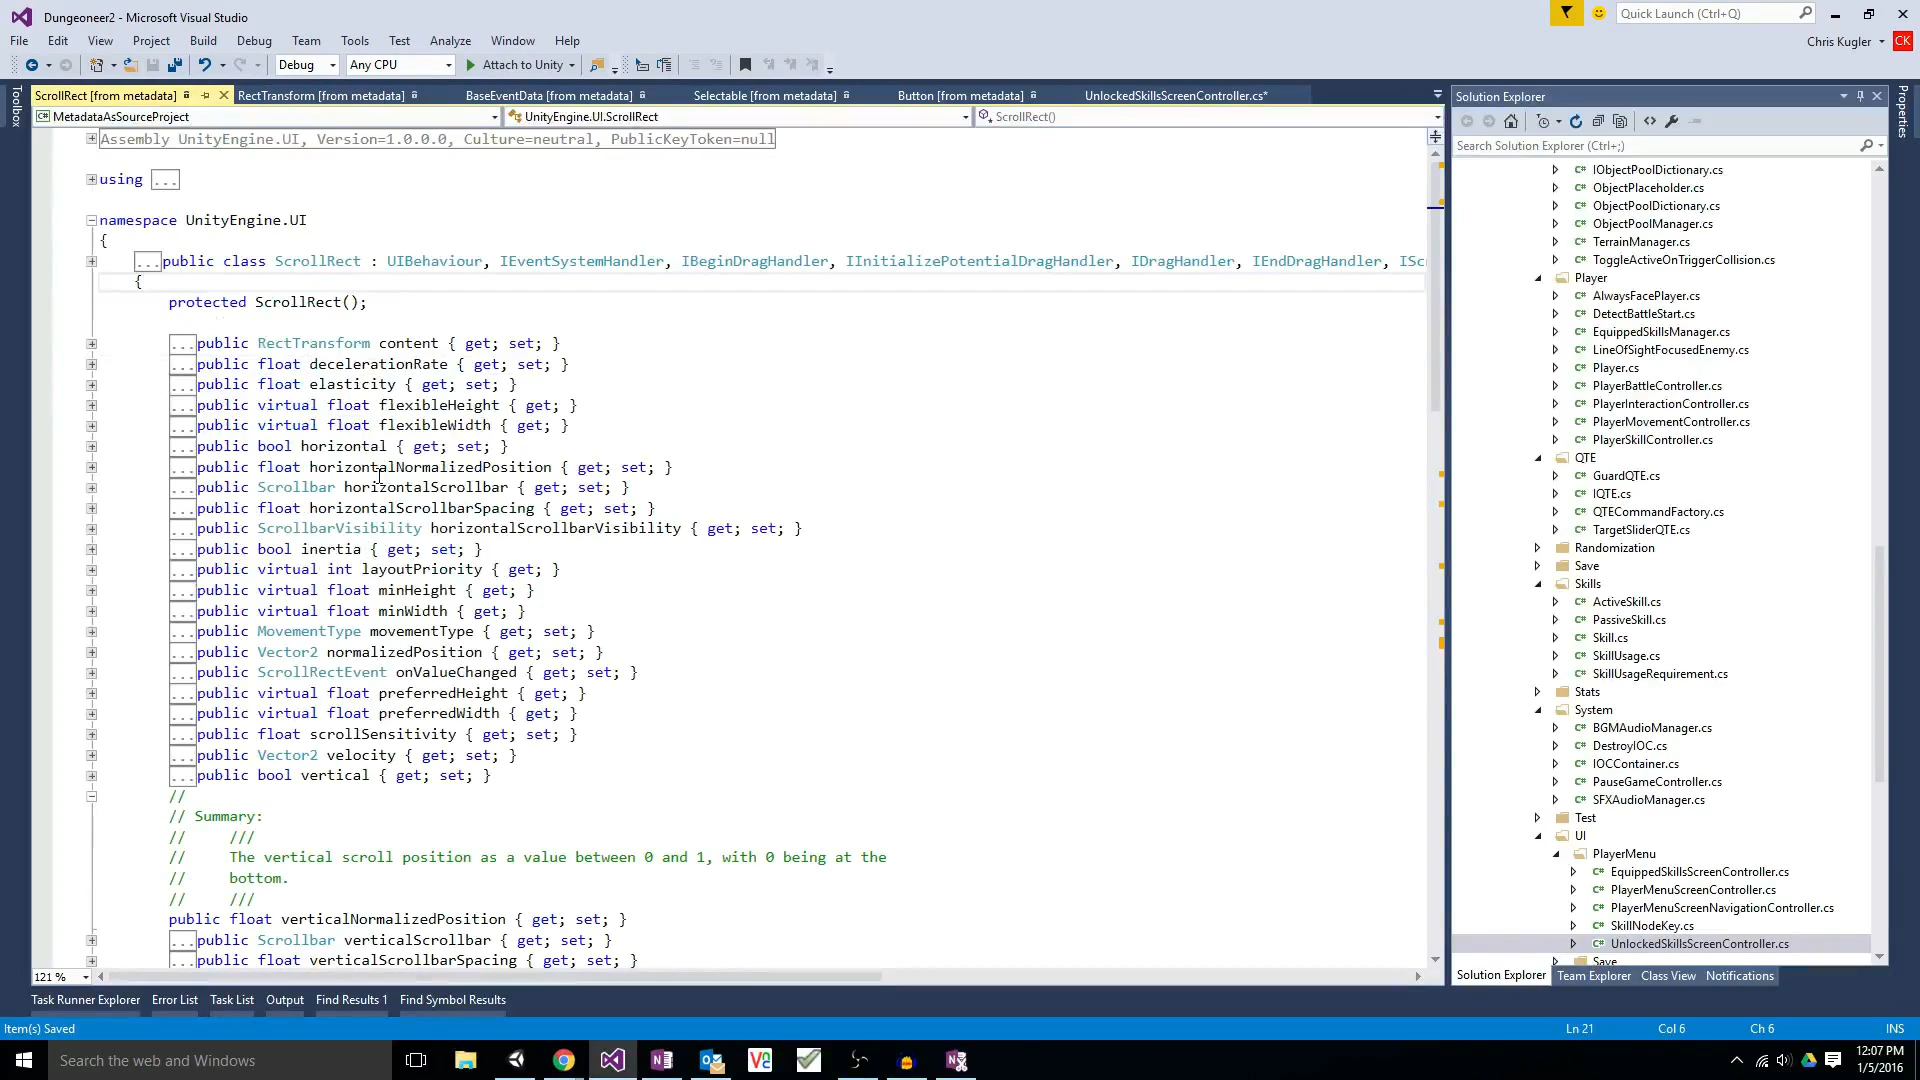 Dungeoneer2 - Microsoft Visual Studio
Quick Launch (Ctrl+Q)
File Edit View Project Build Debug Team Tools Test Analyze Window Help
Chris Kugler CK
Debug Any CPU Attach to Unity
Toolbox
ScrollRect [from metadata] RectTransform [from metadata] BaseEventData [from metadata] Selectable [from metadata] Button [from metadata] UnlockedSkillsScreenController.cs*
MetadataAsSourceProject UnityEngine.UI.ScrollRect ScrollRect()
Assembly UnityEngine.UI, Version=1.0.0.0, Culture=neutral, PublicKeyToken=null
using ...
namespace UnityEngine.UI
{
...public class ScrollRect : UIBehaviour, IEventSystemHandler, IBeginDragHandler, IInitializePotentialDragHandler, IDragHandler, IEndDragHandler, ISc
{
protected ScrollRect();
...public RectTransform content { get; set; }
...public float decelerationRate { get; set; }
...public float elasticity { get; set; }
...public virtual float flexibleHeight { get; }
...public virtual float flexibleWidth { get; }
...public bool horizontal { get; set; }
...public float horizontalNormalizedPosition { get; set; }
...public Scrollbar horizontalScrollbar { get; set; }
...public float horizontalScrollbarSpacing { get; set; }
...public ScrollbarVisibility horizontalScrollbarVisibility { get; set; }
...public bool inertia { get; set; }
...public virtual int layoutPriority { get; }
...public virtual float minHeight { get; }
...public virtual float minWidth { get; }
...public MovementType movementType { get; set; }
...public Vector2 normalizedPosition { get; set; }
...public ScrollRectEvent onValueChanged { get; set; }
...public virtual float preferredHeight { get; }
...public virtual float preferredWidth { get; }
...public float scrollSensitivity { get; set; }
...public Vector2 velocity { get; set; }
...public bool vertical { get; set; }
//
// Summary:
// ///
// The vertical scroll position as a value between 0 and 1, with 0 being at the
// bottom.
// ///
public float verticalNormalizedPosition { get; set; }
...public Scrollbar verticalScrollbar { get; set; }
...public float verticalScrollbarSpacing { get; set; }
121 %
Solution Explorer
Properties
Search Solution Explorer (Ctrl+;)
C# IObjectPoolDictionary.cs
C# ObjectPlaceholder.cs
C# ObjectPoolDictionary.cs
C# ObjectPoolManager.cs
C# TerrainManager.cs
C# ToggleActiveOnTriggerCollision.cs
Player
C# AlwaysFacePlayer.cs
C# DetectBattleStart.cs
C# EquippedSkillsManager.cs
C# LineOfSightFocusedEnemy.cs
C# Player.cs
C# PlayerBattleController.cs
C# PlayerInteractionController.cs
C# PlayerMovementController.cs
C# PlayerSkillController.cs
QTE
C# GuardQTE.cs
C# IQTE.cs
C# QTECommandFactory.cs
C# TargetSliderQTE.cs
Randomization
Save
Skills
C# ActiveSkill.cs
C# PassiveSkill.cs
C# Skill.cs
C# SkillUsage.cs
C# SkillUsageRequirement.cs
Stats
System
C# BGMAudioManager.cs
C# DestroyIOC.cs
C# IOCContainer.cs
C# PauseGameController.cs
C# SFXAudioManager.cs
Test
UI
PlayerMenu
C# EquippedSkillsScreenController.cs
C# PlayerMenuScreenController.cs
C# PlayerMenuScreenNavigationController.cs
C# SkillNodeKey.cs
C# UnlockedSkillsScreenController.cs
Save
Solution Explorer Team Explorer Class View Notifications
Task Runner Explorer Error List Task List Output Find Results 1 Find Symbol Results
Item(s) Saved Ln 21 Col 6 Ch 6 INS
Search the web and Windows
12:07 PM
1/5/2016